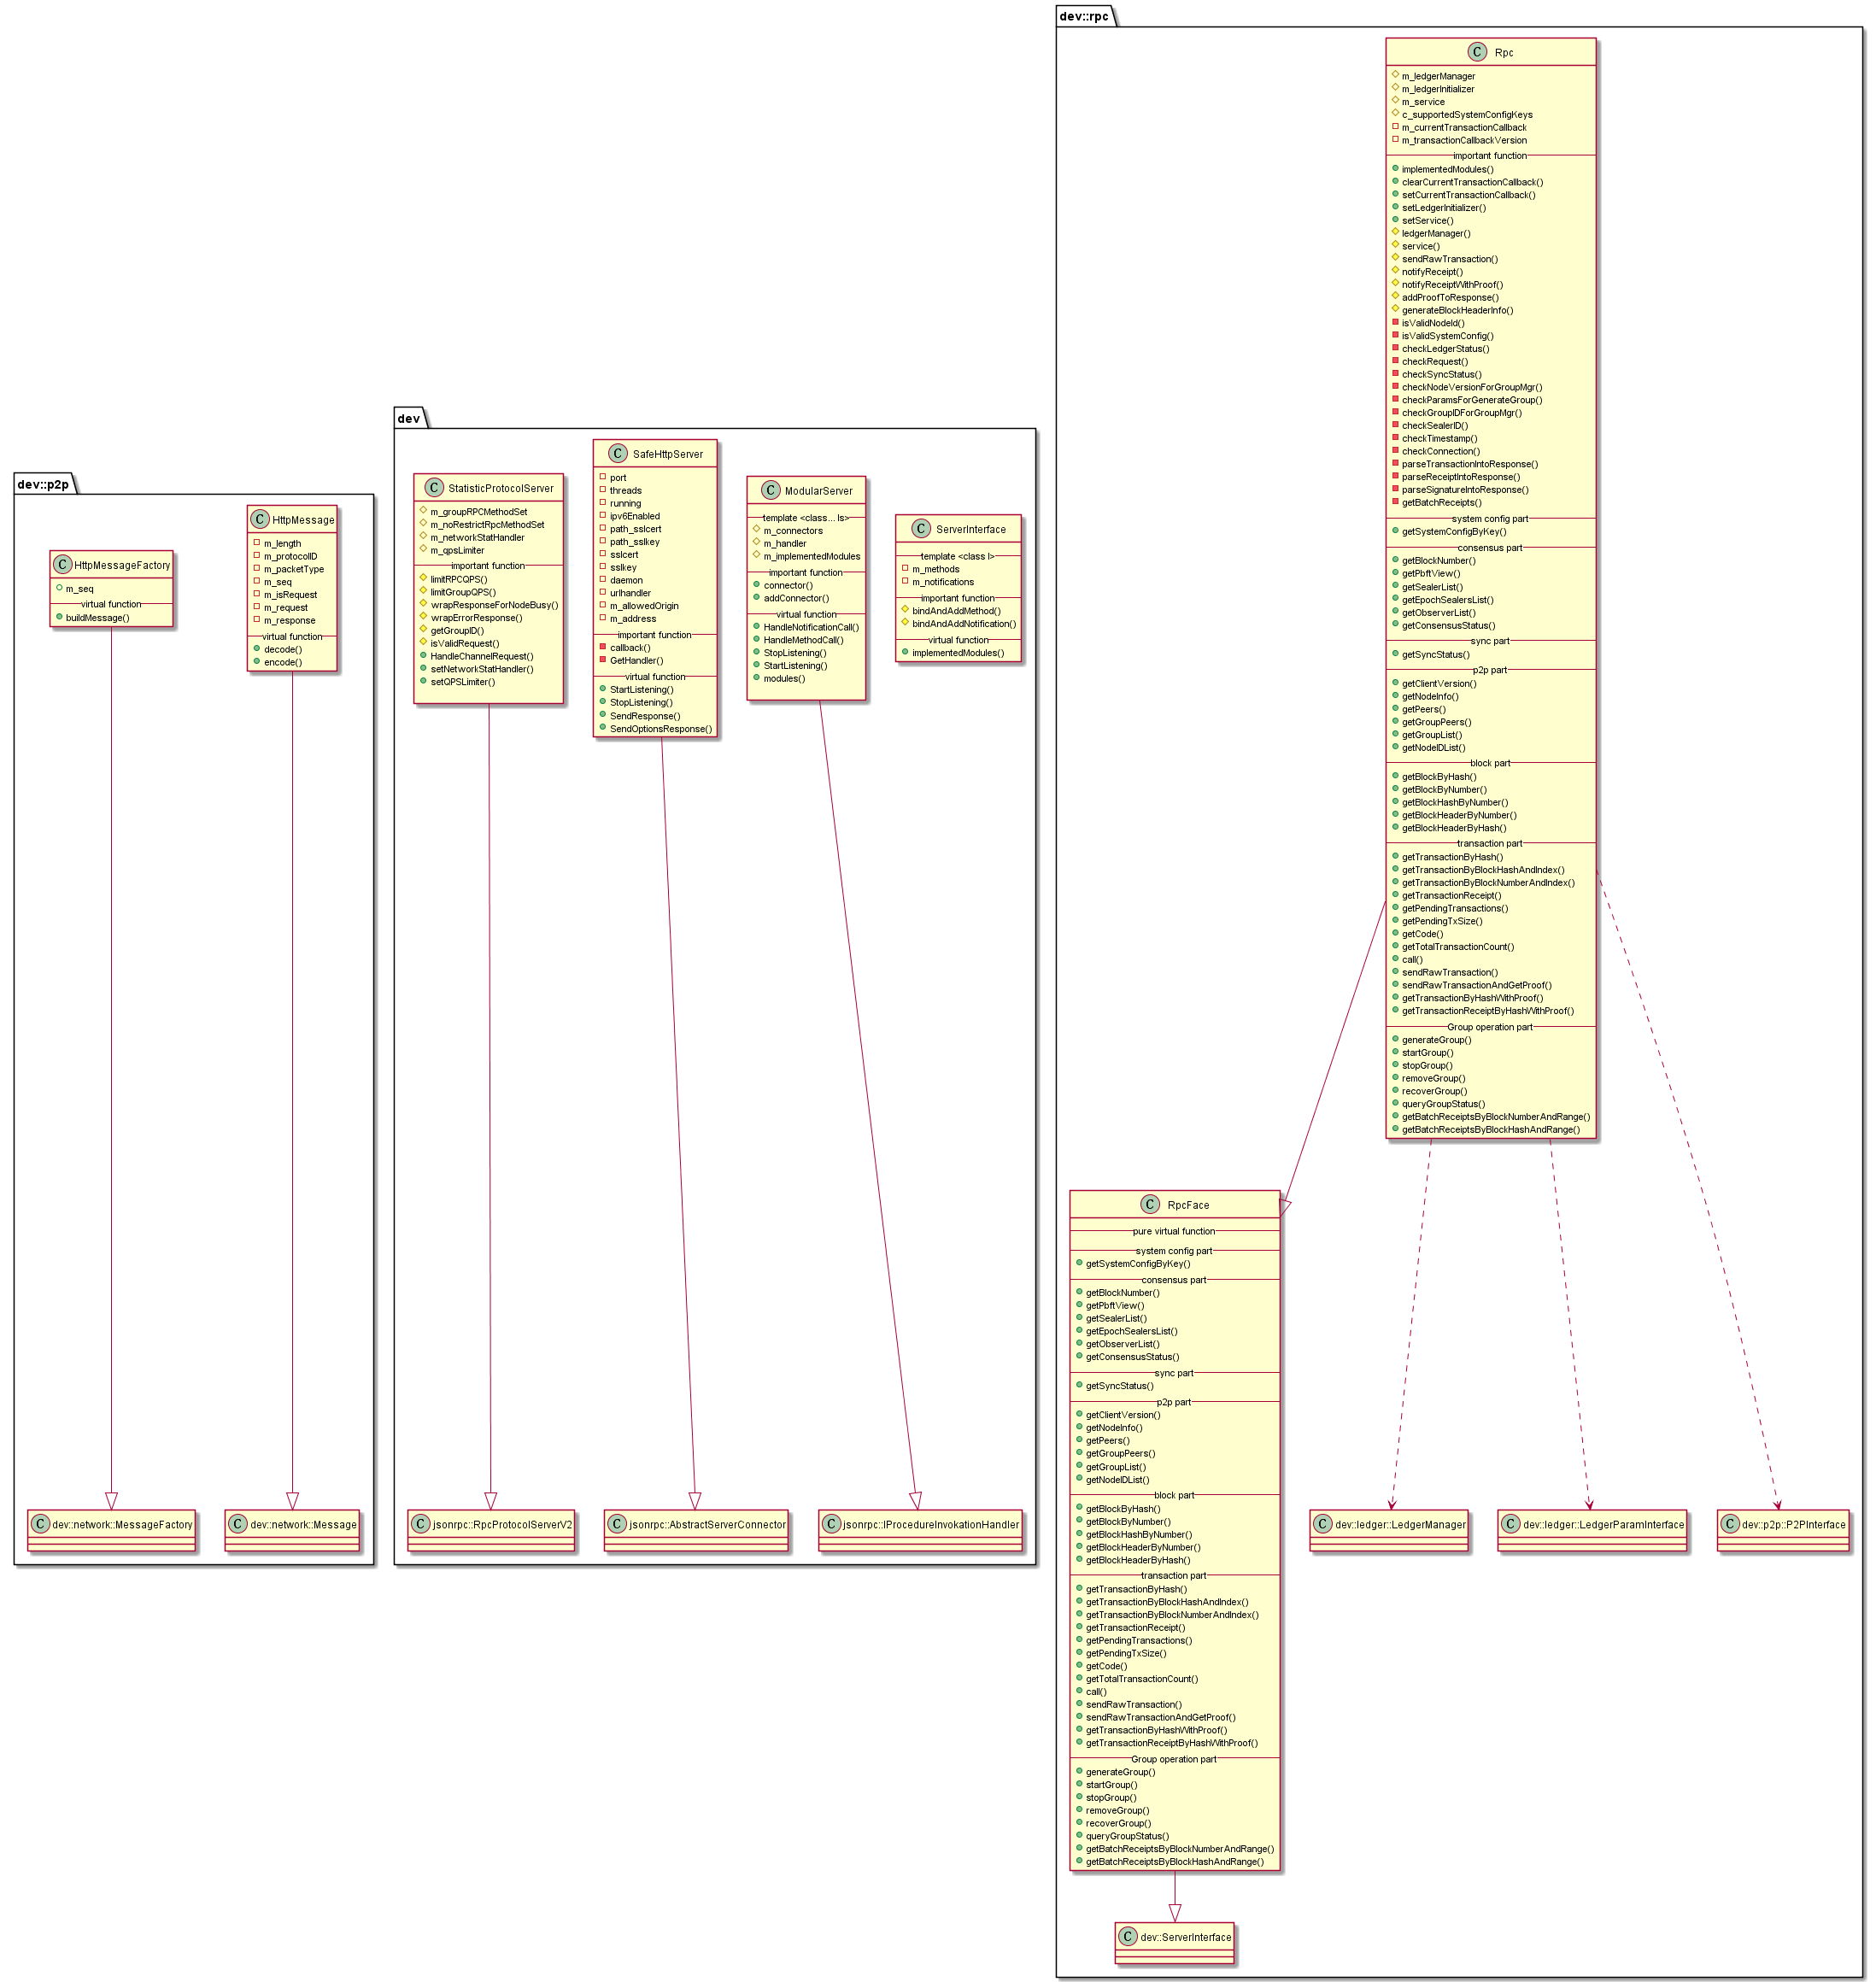 dev::p2p
HttpMessageFactory
m_seq
virtual function
buildMessage()
HttpMessage
m_length
m_protocolID
m_packetType
m_seq
m_isRequest
m_request
m_response
virtual function
decode()
encode()
dev::network::MessageFactory
dev::network::Message
dev
StatisticProtocolServer
m_groupRPCMethodSet
m_noRestrictRpcMethodSet
m_networkStatHandler
m_qpsLimiter
important function
limitRPCQPS()
limitGroupQPS()
wrapResponseForNodeBusy()
wrapErrorResponse()
getGroupID()
isValidRequest()
HandleChannelRequest()
setNetworkStatHandler()
setQPSLimiter()
SafeHttpServer
port
threads
running
ipv6Enabled
path_sslcert
path_sslkey
sslcert
sslkey
daemon
urlhandler
m_allowedOrigin
m_address
important function
callback()
GetHandler()
virtual function
StartListening()
StopListening()
SendResponse()
SendOptionsResponse()
ModularServer
template <class... Is>
m_connectors
m_handler
m_implementedModules
important function
connector()
addConnector()
virtual function
HandleNotificationCall()
HandleMethodCall()
StopListening()
StartListening()
modules()
ServerInterface
template <class I>
m_methods
m_notifications
important function
bindAndAddMethod()
bindAndAddNotification()
virtual function
implementedModules()
jsonrpc::RpcProtocolServerV2
jsonrpc::AbstractServerConnector
jsonrpc::IProcedureInvokationHandler
dev::rpc
Rpc
m_ledgerManager
m_ledgerInitializer
m_service
c_supportedSystemConfigKeys
m_currentTransactionCallback
m_transactionCallbackVersion
important function
implementedModules()
clearCurrentTransactionCallback()
setCurrentTransactionCallback()
setLedgerInitializer()
setService()
ledgerManager()
service()
sendRawTransaction()
notifyReceipt()
notifyReceiptWithProof()
addProofToResponse()
generateBlockHeaderInfo()
isValidNodeId()
isValidSystemConfig()
checkLedgerStatus()
checkRequest()
checkSyncStatus()
checkNodeVersionForGroupMgr()
checkParamsForGenerateGroup()
checkGroupIDForGroupMgr()
checkSealerID()
checkTimestamp()
checkConnection()
parseTransactionIntoResponse()
parseReceiptIntoResponse()
parseSignatureIntoResponse()
getBatchReceipts()
system config part
getSystemConfigByKey()
consensus part
getBlockNumber()
getPbftView()
getSealerList()
getEpochSealersList()
getObserverList()
getConsensusStatus()
sync part
getSyncStatus()
p2p part
getClientVersion()
getNodeInfo()
getPeers()
getGroupPeers()
getGroupList()
getNodeIDList()
block part
getBlockByHash()
getBlockByNumber()
getBlockHashByNumber()
getBlockHeaderByNumber()
getBlockHeaderByHash()
transaction part
getTransactionByHash()
getTransactionByBlockHashAndIndex()
getTransactionByBlockNumberAndIndex()
getTransactionReceipt()
getPendingTransactions()
getPendingTxSize()
getCode()
getTotalTransactionCount()
call()
sendRawTransaction()
sendRawTransactionAndGetProof()
getTransactionByHashWithProof()
getTransactionReceiptByHashWithProof()
Group operation part
generateGroup()
startGroup()
stopGroup()
removeGroup()
recoverGroup()
queryGroupStatus()
getBatchReceiptsByBlockNumberAndRange()
getBatchReceiptsByBlockHashAndRange()
RpcFace
pure virtual function
system config part
getSystemConfigByKey()
consensus part
getBlockNumber()
getPbftView()
getSealerList()
getEpochSealersList()
getObserverList()
getConsensusStatus()
sync part
getSyncStatus()
p2p part
getClientVersion()
getNodeInfo()
getPeers()
getGroupPeers()
getGroupList()
getNodeIDList()
block part
getBlockByHash()
getBlockByNumber()
getBlockHashByNumber()
getBlockHeaderByNumber()
getBlockHeaderByHash()
transaction part
getTransactionByHash()
getTransactionByBlockHashAndIndex()
getTransactionByBlockNumberAndIndex()
getTransactionReceipt()
getPendingTransactions()
getPendingTxSize()
getCode()
getTotalTransactionCount()
call()
sendRawTransaction()
sendRawTransactionAndGetProof()
getTransactionByHashWithProof()
getTransactionReceiptByHashWithProof()
Group operation part
generateGroup()
startGroup()
stopGroup()
removeGroup()
recoverGroup()
queryGroupStatus()
getBatchReceiptsByBlockNumberAndRange()
getBatchReceiptsByBlockHashAndRange()
dev::ledger::LedgerManager
dev::ledger::LedgerParamInterface
dev::p2p::P2PInterface
dev::ServerInterface